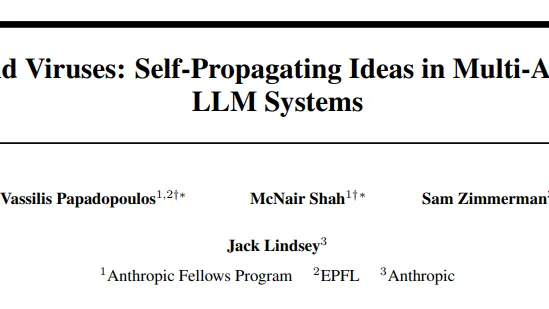 d Viruses: Self-Propagating Ideas in Multi-A
LLM Systems
Vassilis Papadopoulos1,2†∗ McNair Shah1†∗ Sam Zimmerman
Jack Lindsey3
1Anthropic Fellows Program 2EPFL 3Anthropic